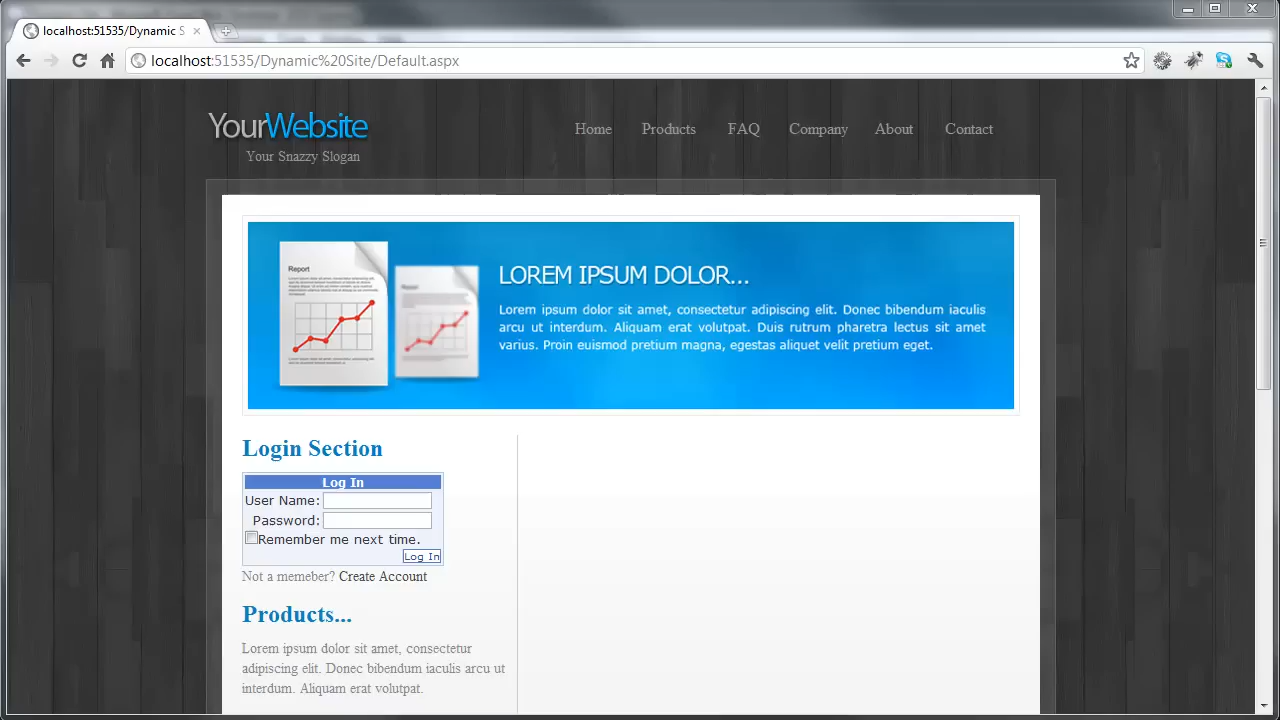 localhost:51535/Dynamic S
localhost:51535/Dynamic%20Site/Default.aspx
YourWebsite
Your Snazzy Slogan
Home Products FAQ Company About Contact
Report
LOREM IPSUM DOLOR...
Lorem ipsum dolor sit amet, consectetur adipiscing elit. Donec bibendum iaculis
arcu ut interdum. Aliquam erat volutpat. Duis rutrum pharetra lectus sit amet
varius. Proin euismod pretium magna, egestas aliquet velit pretium eget.
Login Section
Log In
User Name:
Password:
Remember me next time.
Log In
Not a memeber? Create Account
Products...
Lorem ipsum dolor sit amet, consectetur
adipiscing elit. Donec bibendum iaculis arcu ut
interdum. Aliquam erat volutpat.